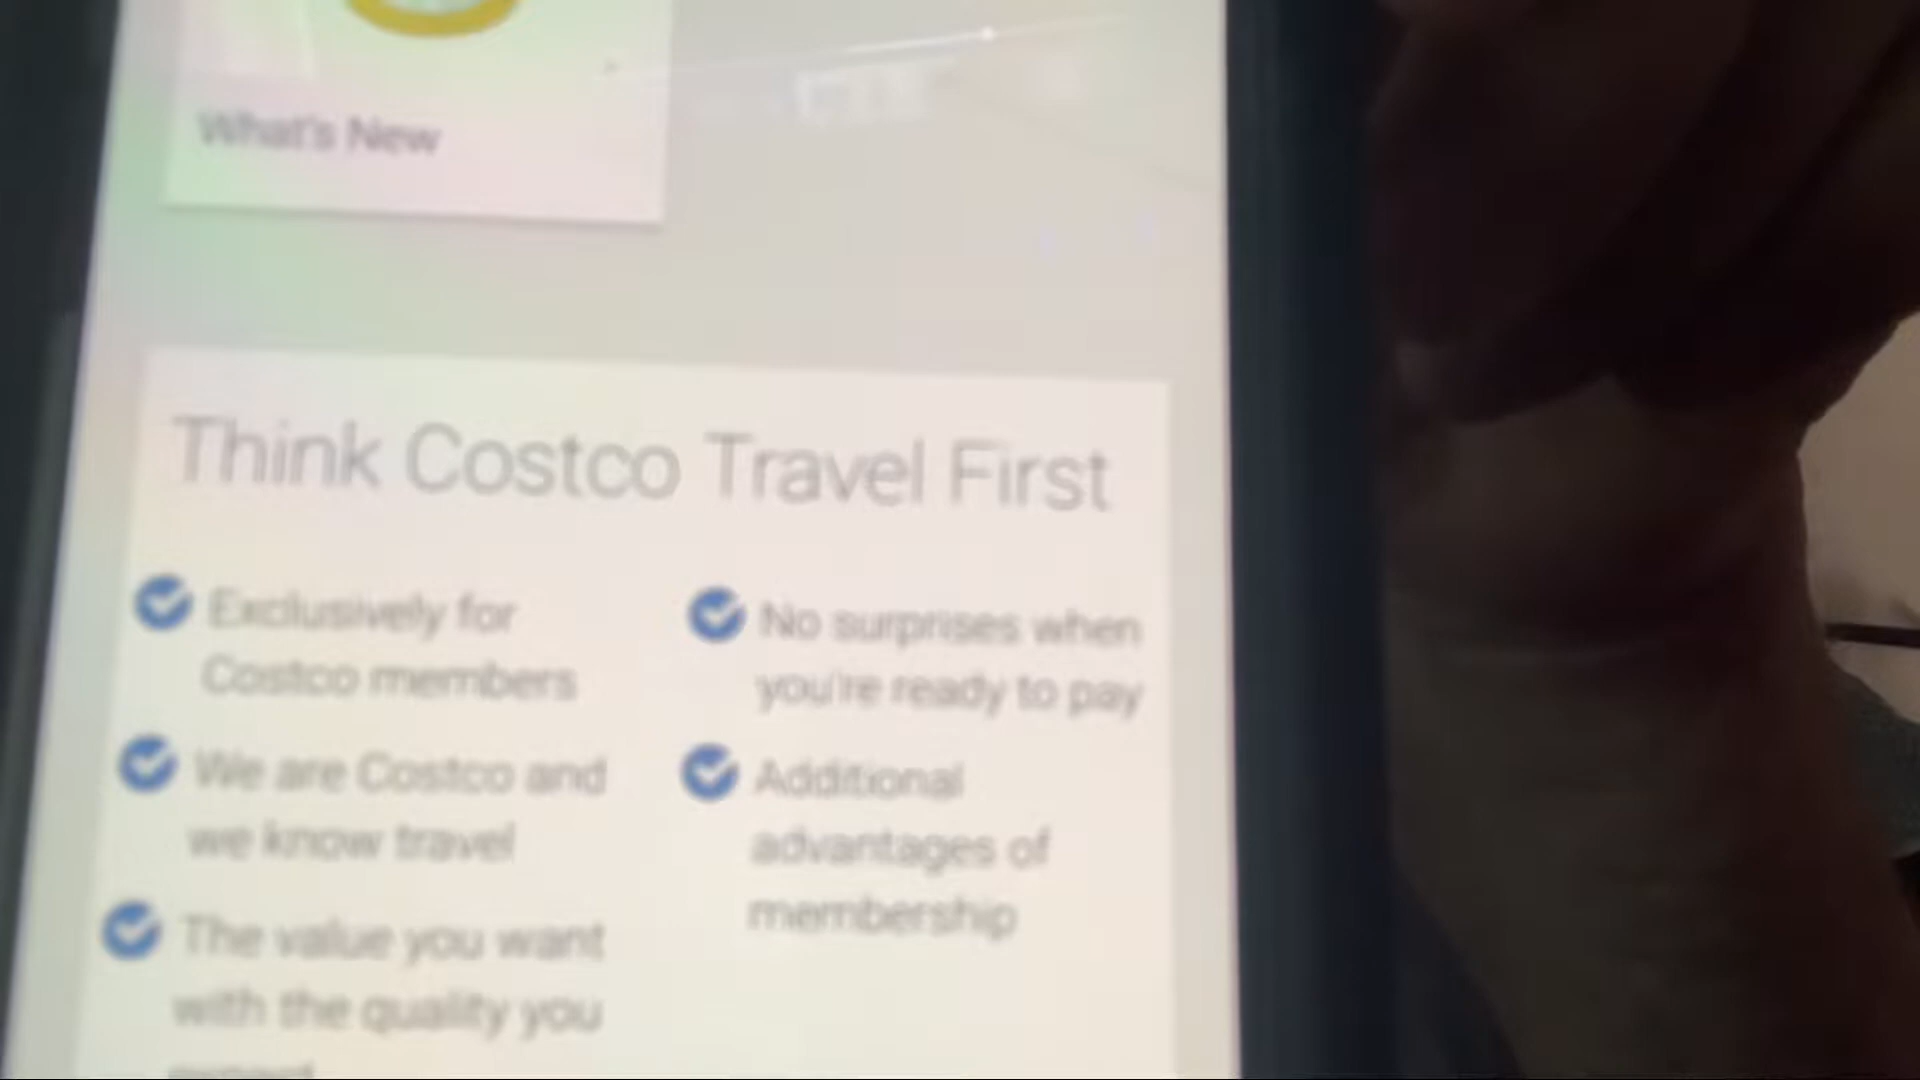 What's New
Think Costco Travel First
Exclusively for
Costco members
We are Costco and
we know travel
The value you want
with the quality you
No surprises when
you're ready to pay
Additional
advantages of
membership